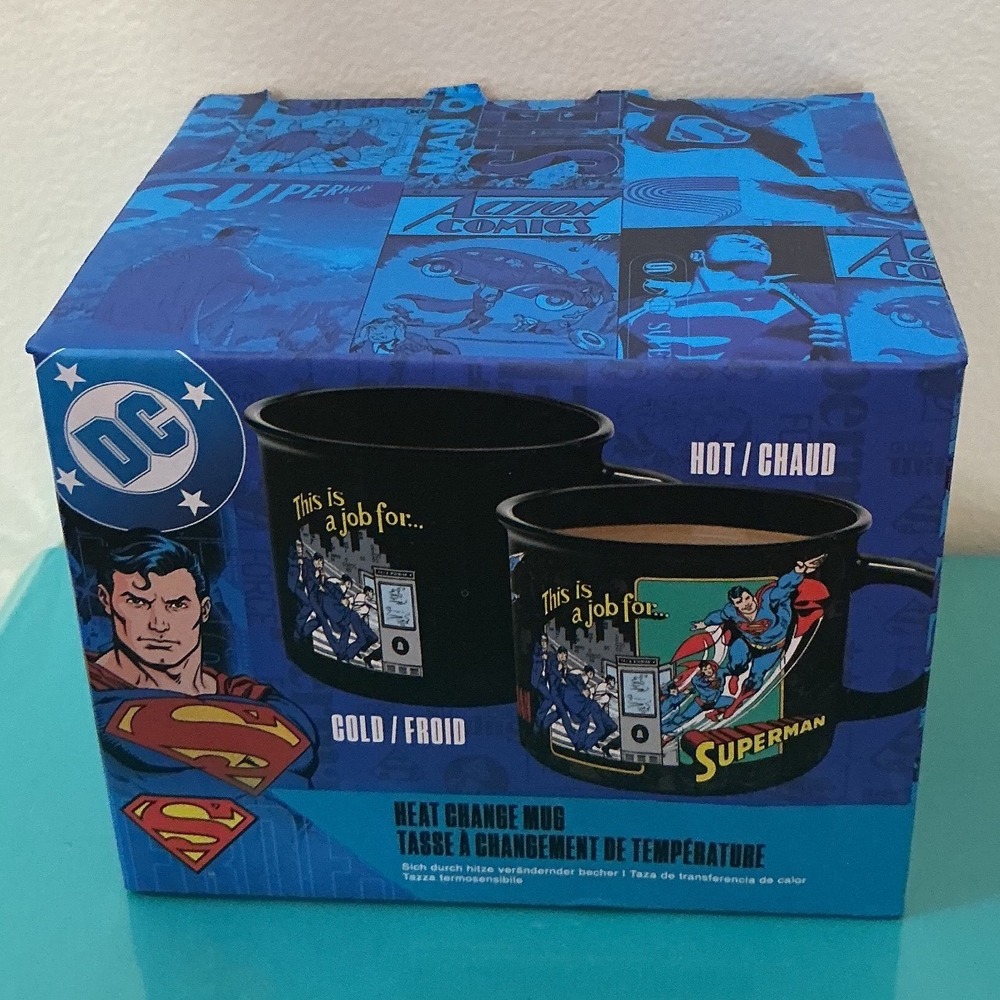 SUPERMAN
ACTION
COMICS
DC
HOT / CHAUD
This is
a job for...
This is
a job for...
COLD / FROID
SUPERMAN
HEAT CHANGE MUG
TASSE À CHANGEMENT DE TEMPÉRATURE
Sich durch hitze verändernder becher | Taza de transferencia de calor
Tazza termosensibile